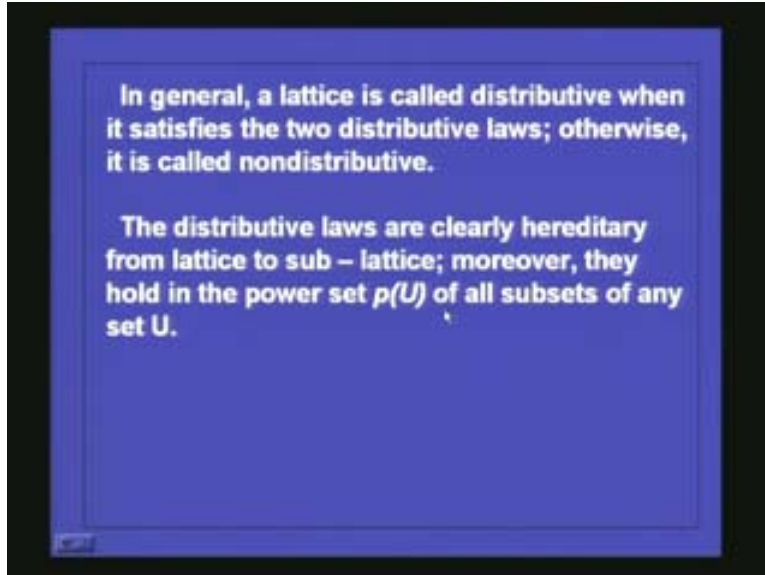 In general, a lattice is called distributive when
it satisfies the two distributive laws; otherwise,
it is called nondistributive.
The distributive laws are clearly hereditary
from lattice to sub – lattice; moreover, they
hold in the power set p(U) of all subsets of any
set U.